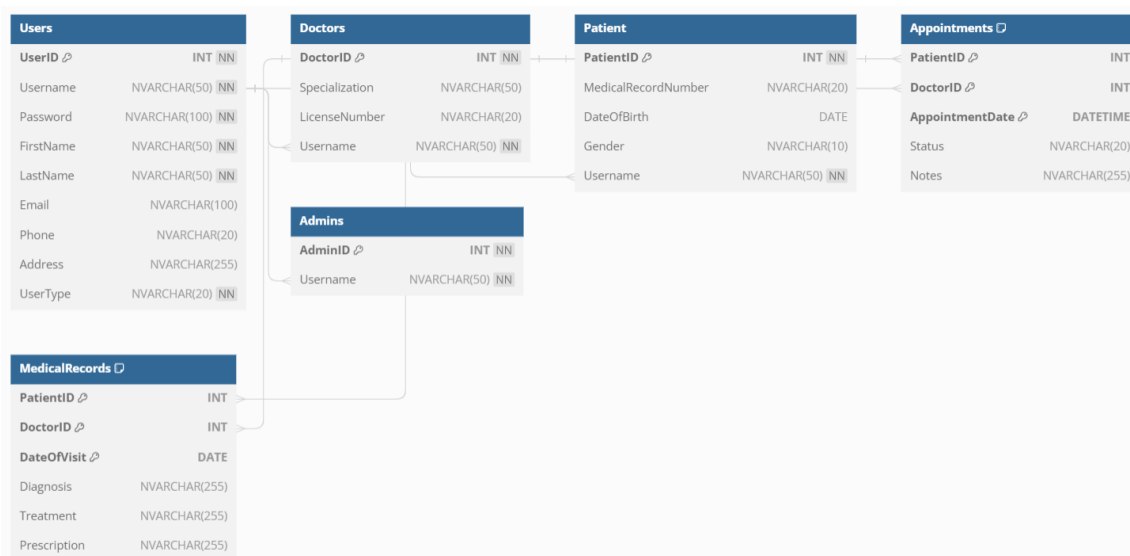 Users
UserID INT NN
Username NVARCHAR(50) NN
Password NVARCHAR(100) NN
FirstName NVARCHAR(50) NN
LastName NVARCHAR(50) NN
Email NVARCHAR(100)
Phone NVARCHAR(20)
Address NVARCHAR(255)
UserType NVARCHAR(20) NN
Doctors
DoctorID INT NN
Specialization NVARCHAR(50)
LicenseNumber NVARCHAR(20)
Username NVARCHAR(50) NN
Patient
PatientID INT NN
MedicalRecordNumber NVARCHAR(20)
DateOfBirth DATE
Gender NVARCHAR(10)
Username NVARCHAR(50) NN
Appointments
PatientID INT
DoctorID INT
AppointmentDate DATETIME
Status NVARCHAR(20)
Notes NVARCHAR(255)
Admins
AdminID INT NN
Username NVARCHAR(50) NN
MedicalRecords
PatientID INT
DoctorID INT
DateOfVisit DATE
Diagnosis NVARCHAR(255)
Treatment NVARCHAR(255)
Prescription NVARCHAR(255)